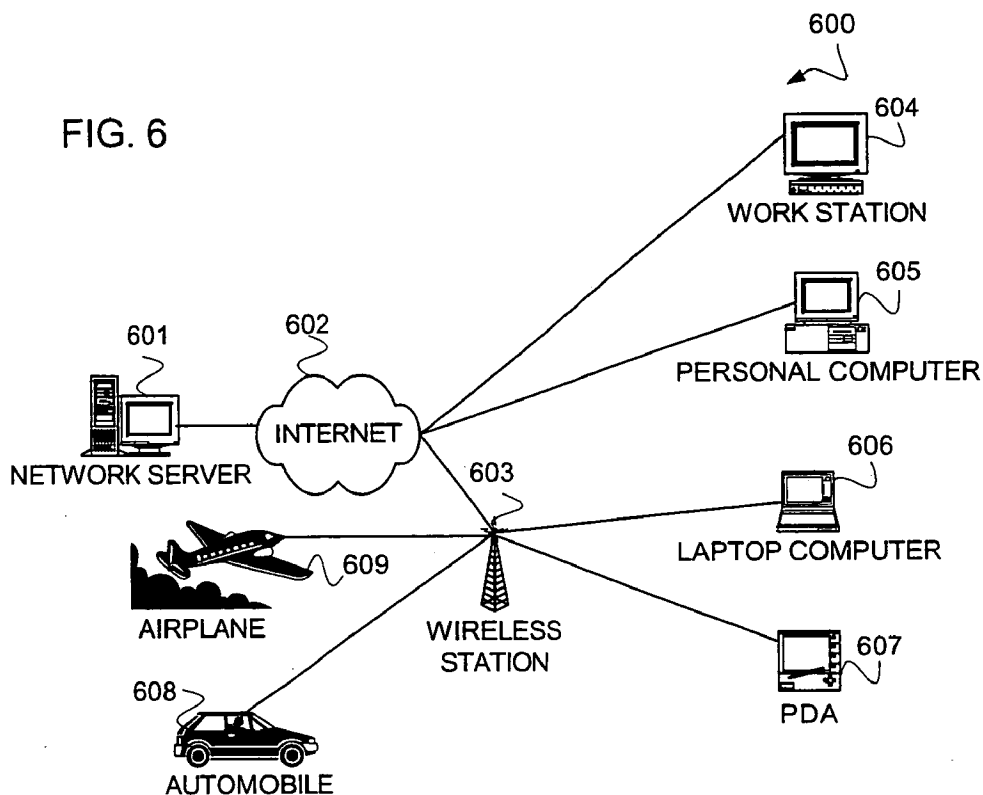 600
FIG. 6
604
WORK STATION
605
PERSONAL COMPUTER
601
602
NETWORK SERVER
INTERNET
603
606
LAPTOP COMPUTER
609
AIRPLANE
WIRELESS
STATION
607
PDA
608
AUTOMOBILE